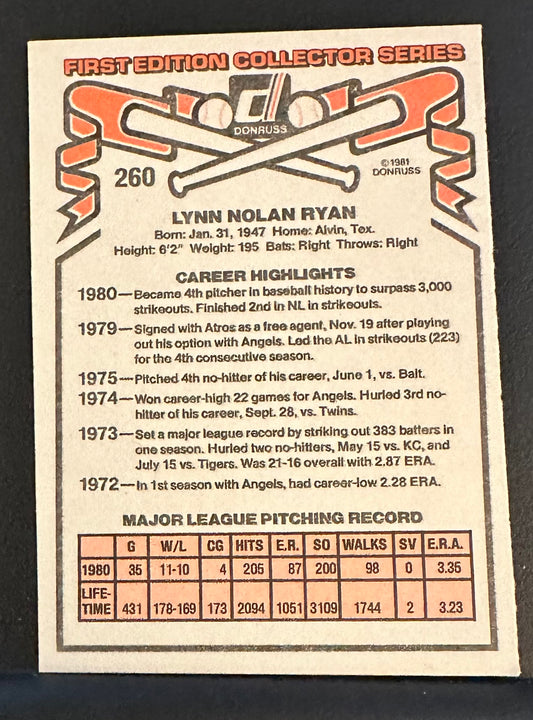 FIRST EDITION COLLECTOR SERIES
d
DONRUSS
260
©1981
DONRUSS
LYNN NOLAN RYAN
Born: Jan. 31, 1947 Home: Alvin, Tex.
Height: 6'2" Weight: 195 Bats: Right Throws: Right
CAREER HIGHLIGHTS
1980—Became 4th pitcher in baseball history to surpass 3,000
strikeouts. Finished 2nd in NL in strikeouts.
1979—Signed with Atros as a free agent, Nov. 19 after playing
out his option with Angels. Led the AL in strikeouts (223)
for the 4th consecutive season.
1975—Pitched 4th no-hitter of his career, June 1, vs. Balt.
1974—Won career-high 22 games for Angels. Hurled 3rd no-
hitter of his career, Sept. 28, vs. Twins.
1973—Set a major league record by striking out 383 batters in
one season. Hurled two no-hitters, May 15 vs. KC, and
July 15 vs. Tigers. Was 21-16 overall with 2.87 ERA.
1972—In 1st season with Angels, had career-low 2.28 ERA.
MAJOR LEAGUE PITCHING RECORD
G W/L CG HITS E.R. SO WALKS SV E.R.A.
1980 35 11-10 4 205 87 200 98 0 3.35
LIFE-
TIME 431 178-169 173 2094 1051 3109 1744 2 3.23